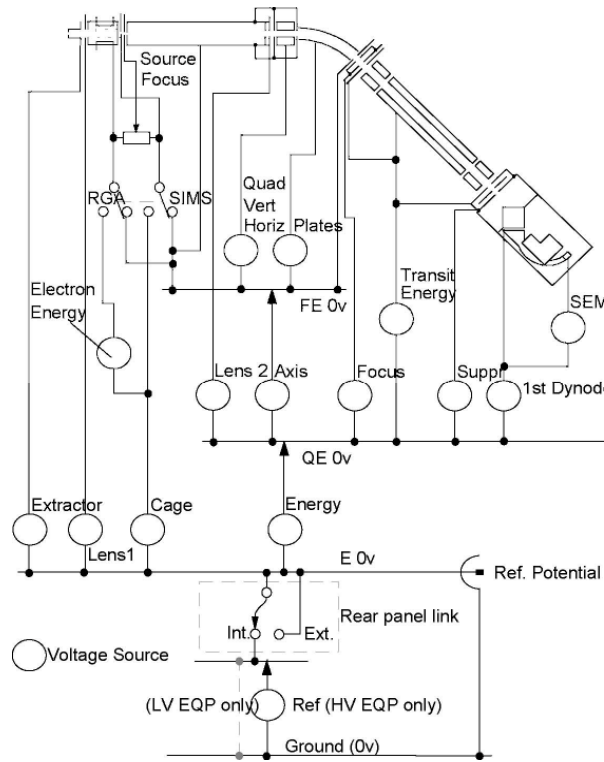 Source
Focus
RGA
SIMS
Quad
Vert
Horiz
Plates
Electron
Energy
FE 0v
Transit
Energy
SEM
Lens 2
Axis
Focus
Suppr
1st Dynode
QE 0v
Extractor
Lens1
Cage
Energy
E 0v
Ref. Potential
Rear panel link
Int.
Ext.
Voltage Source
(LV EQP only)
Ref (HV EQP only)
Ground (0v)